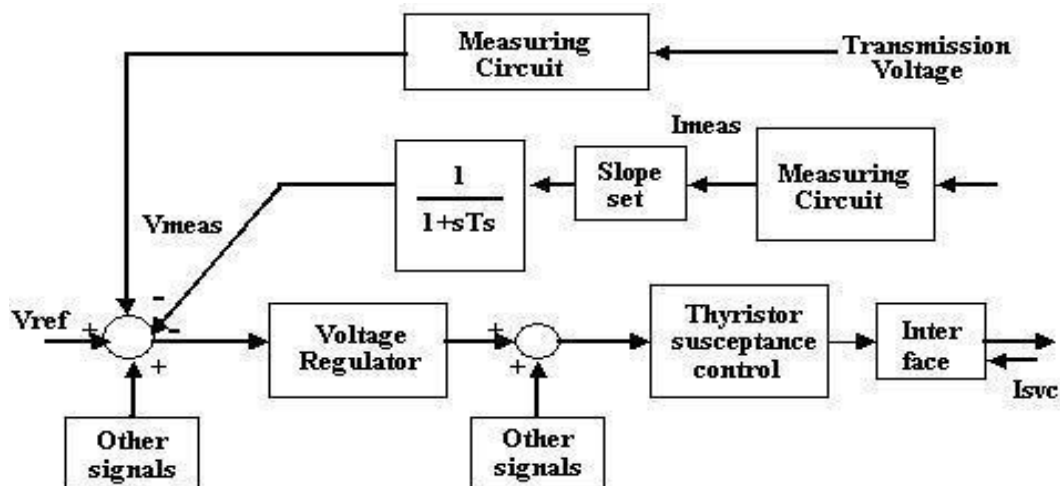 Measuring
Circuit
Transmission
Voltage
Imeas
1
1+sTs
Slope
set
Measuring
Circuit
Vmeas
-
-
Vref
+
+
Voltage
Regulator
+
+
Thyristor
susceptance
control
Inter
face
Isvc
Other
signals
Other
signals